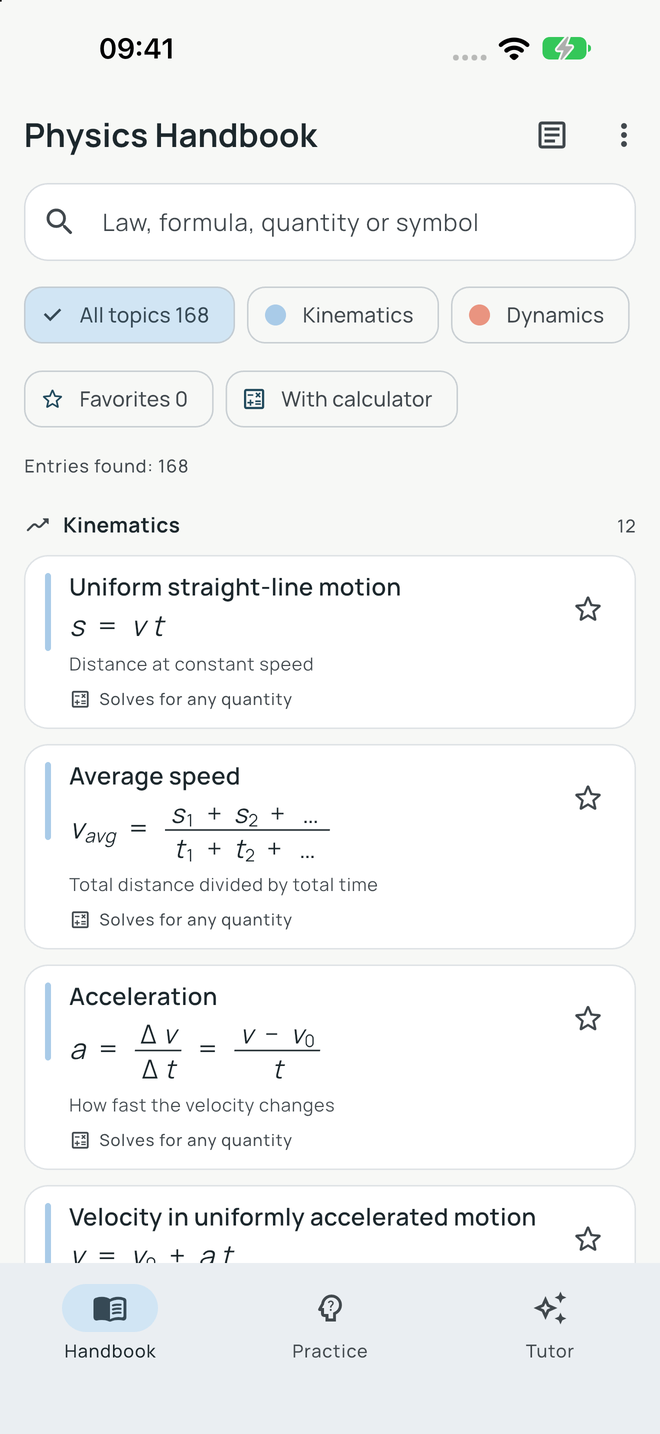 09:41
Physics Handbook
Law, formula, quantity or symbol
All topics 168
Kinematics
Dynamics
Favorites 0
With calculator
Entries found: 168
Kinematics
12
Uniform straight-line motion
s = v t
Distance at constant speed
Solves for any quantity
Average speed
v_avg = (s₁ + s₂ + …) / (t₁ + t₂ + …)
Total distance divided by total time
Solves for any quantity
Acceleration
a = Δ v / Δ t = (v − v₀) / t
How fast the velocity changes
Solves for any quantity
Velocity in uniformly accelerated motion
v = v₀ + a t
Handbook
Practice
Tutor